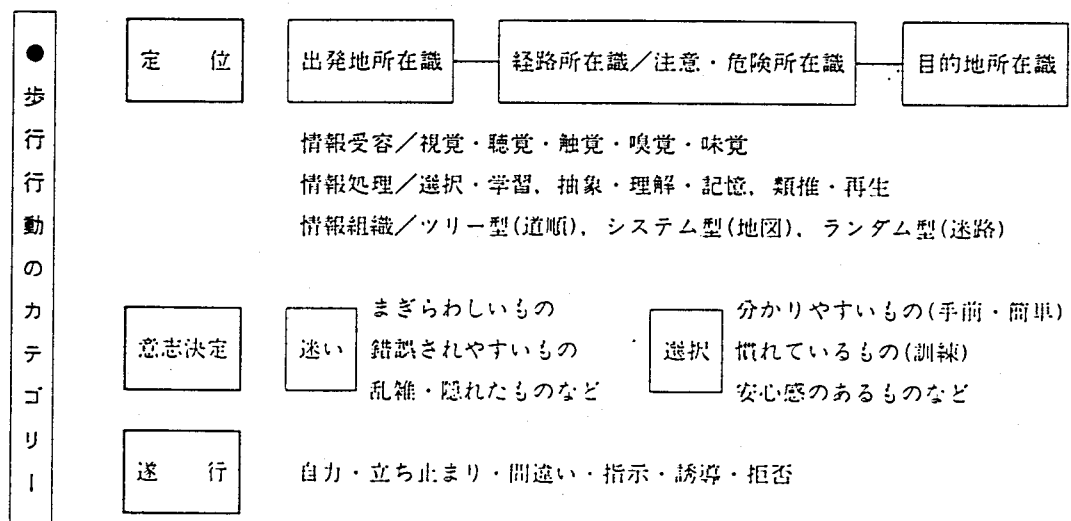 ●歩行行動のカテゴリー
定 位
出発地所在識
経路所在識／注意・危険所在識
目的地所在識
情報受容／視覚・聴覚・触覚・嗅覚・味覚
情報処理／選択・学習，抽象・理解・記憶，類推・再生
情報組織／ツリー型(道順)，システム型(地図)，ランダム型(迷路)
意志決定
迷い
まぎらわしいもの
錯誤されやすいもの
乱雑・隠れたものなど
選択
分かりやすいもの(手前・簡単)
慣れているもの(訓練)
安心感のあるものなど
遂 行
自力・立ち止まり・間違い・指示・誘導・拒否